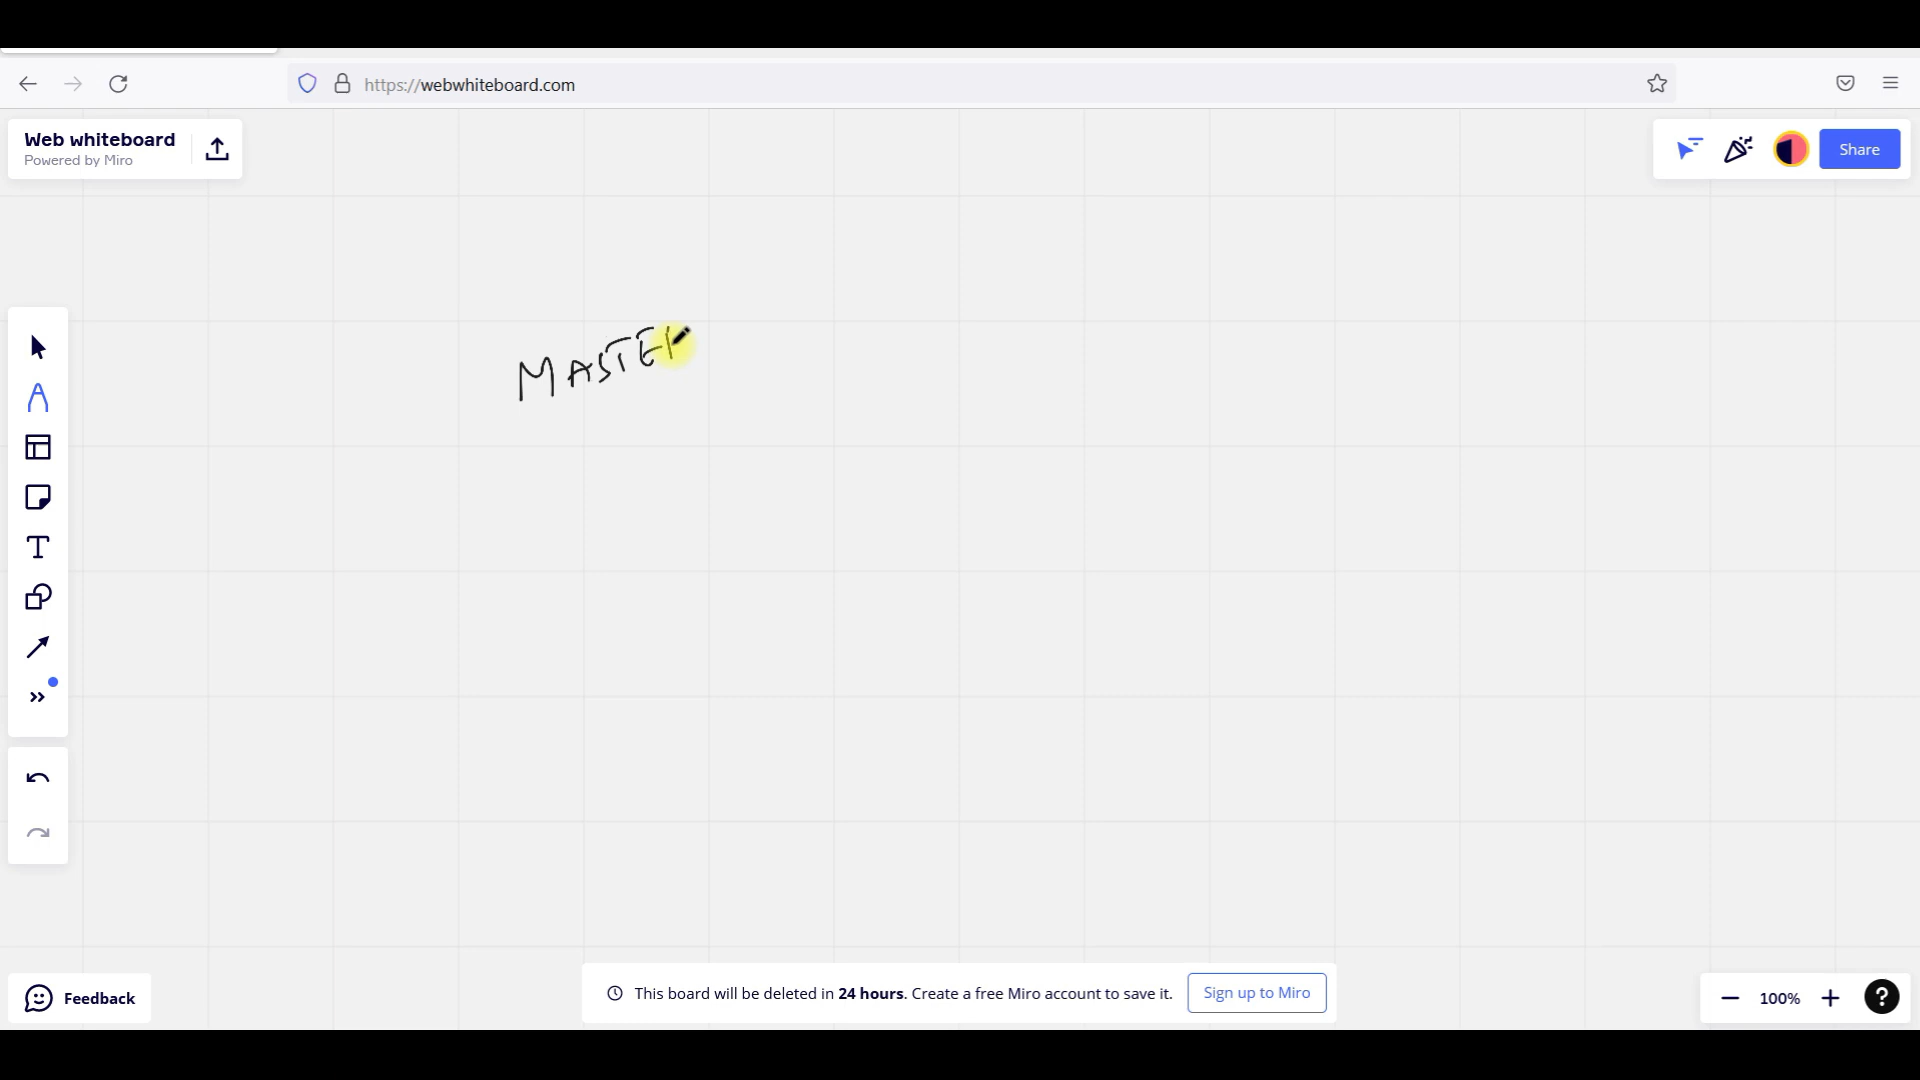 https://webwhiteboard.com
Web whiteboard
Powered by Miro
Share
T
Feedback
This board will be deleted in 24 hours. Create a free Miro account to save it.
Sign up to Miro
100%
?